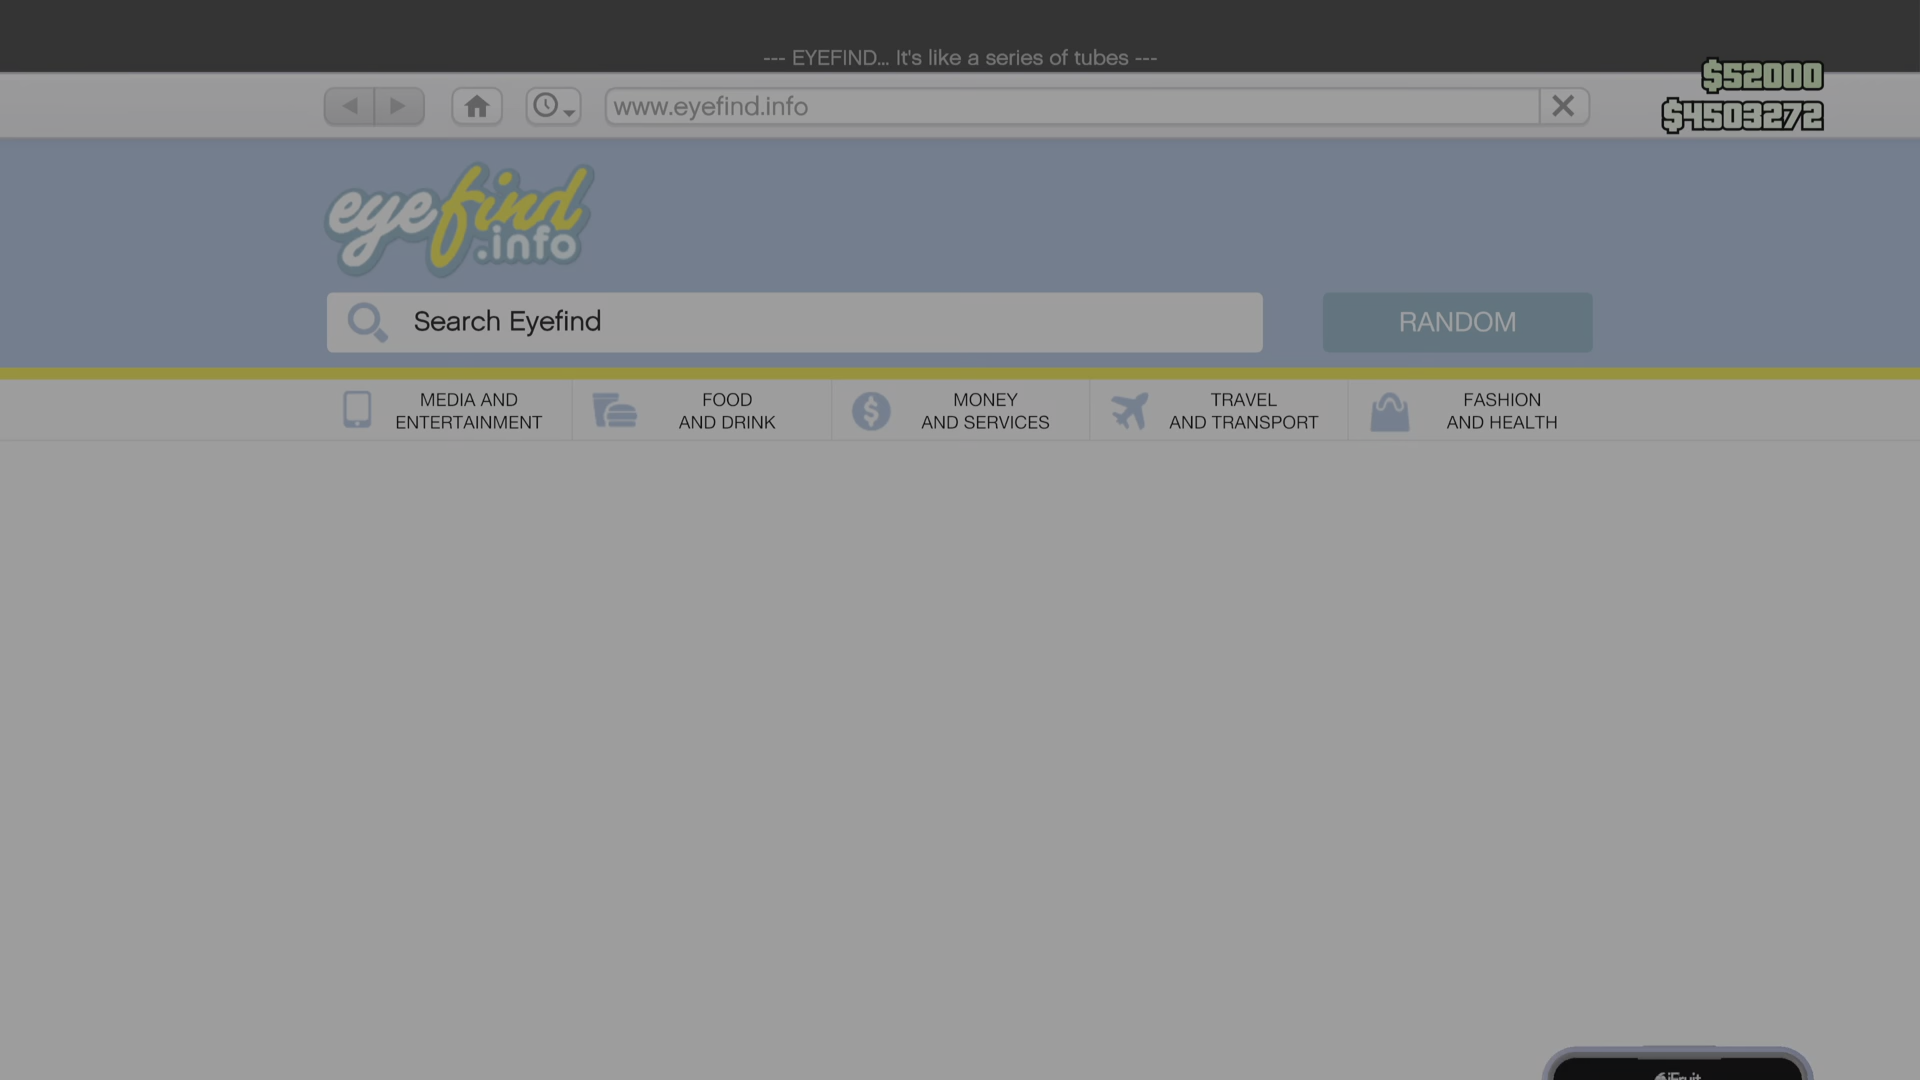 --- EYEFIND... It's like a series of tubes ---
$52000
www.eyefind.info
$4503272
eyefind
.info
Search Eyefind
RANDOM
MEDIA AND
ENTERTAINMENT
FOOD
AND DRINK
MONEY
AND SERVICES
TRAVEL
AND TRANSPORT
FASHION
AND HEALTH
iFruit